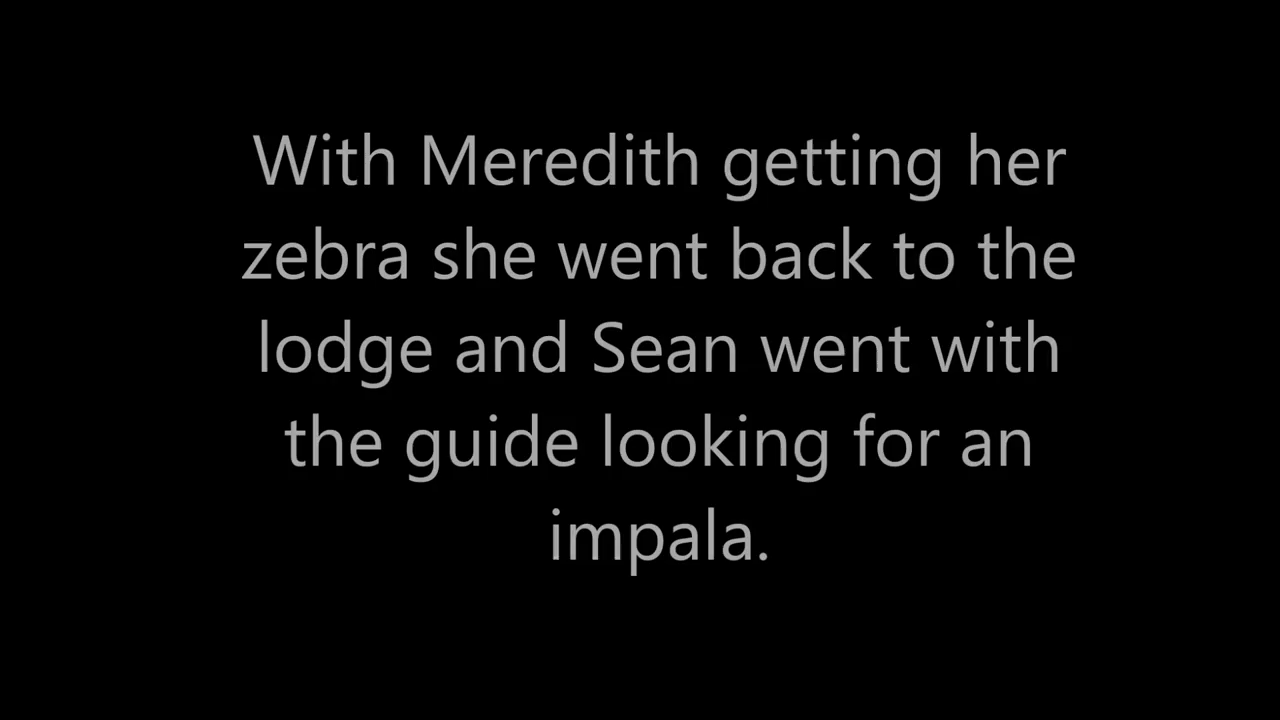 With Meredith getting her
zebra she went back to the
lodge and Sean went with
the guide looking for an
impala.